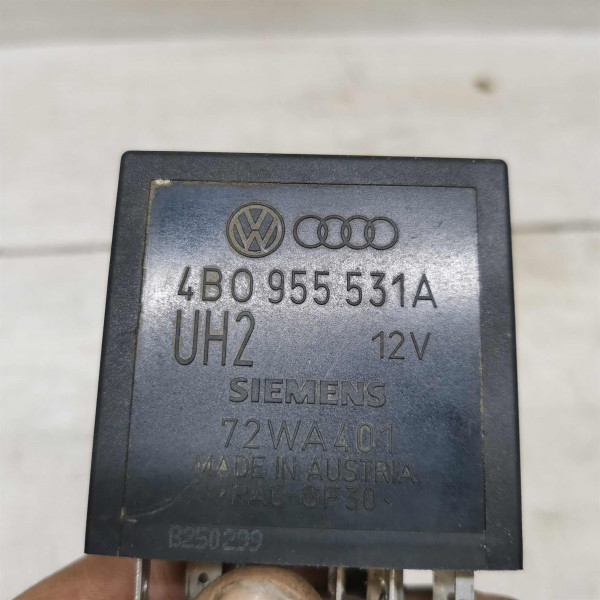 4B0 955 531A
UH2 12V
SIEMENS
72WA401
MADE IN AUSTRIA
B250299